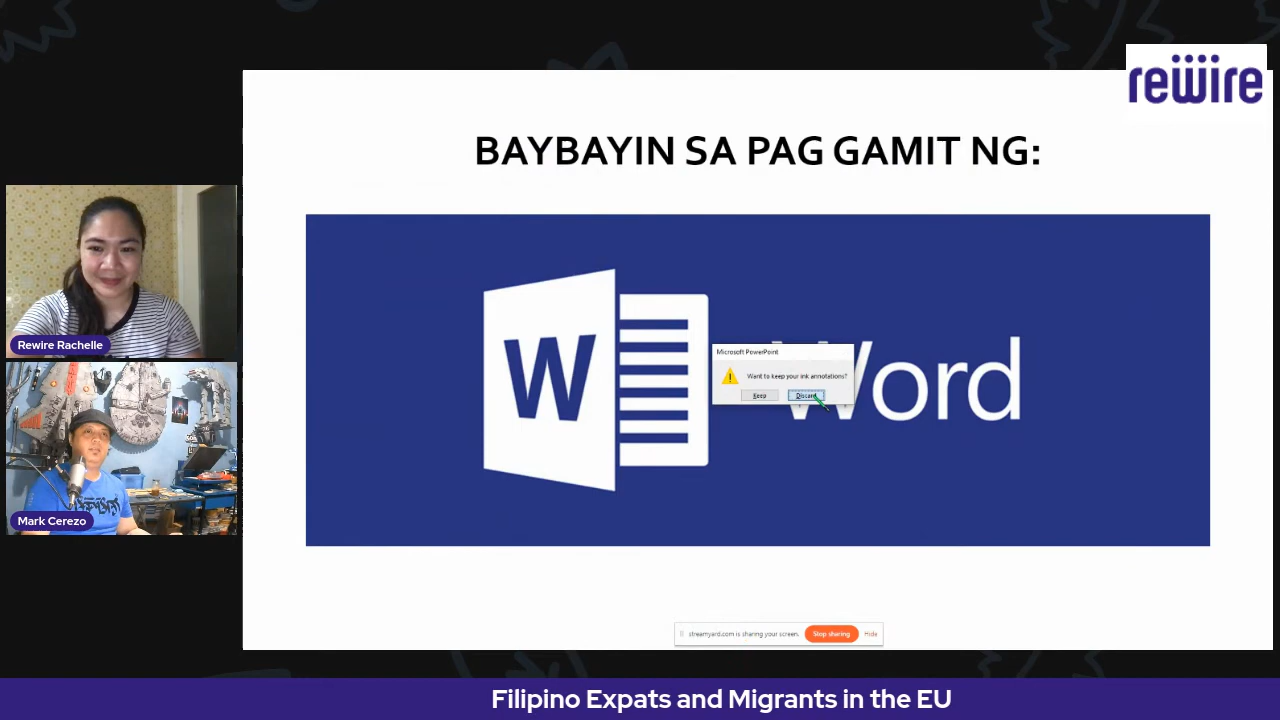 rewire
BAYBAYIN SA PAG GAMIT NG:
W
Word
Microsoft PowerPoint
Want to keep your ink annotations?
Keep
Discard
Rewire Rachelle
Mark Cerezo
streamyard.com is sharing your screen.
Stop sharing
Hide
Filipino Expats and Migrants in the EU